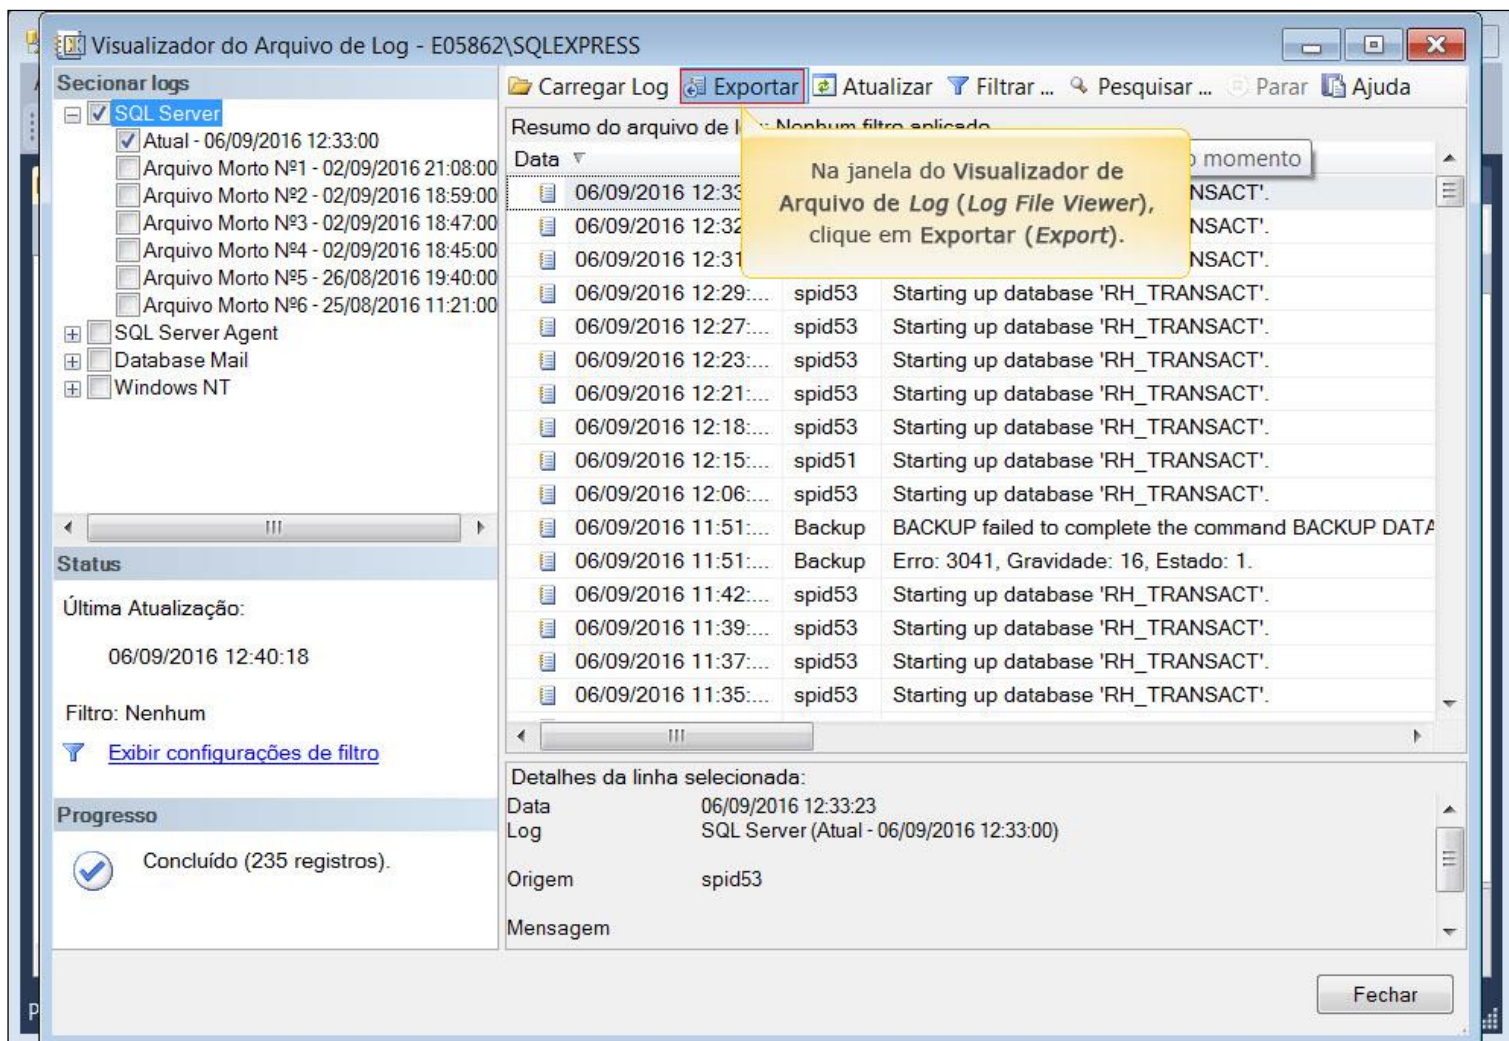 Visualizador do Arquivo de Log - E05862\SQLEXPRESS
Secionar logs
SQL Server
Atual - 06/09/2016 12:33:00
Arquivo Morto Nº1 - 02/09/2016 21:08:00
Arquivo Morto Nº2 - 02/09/2016 18:59:00
Arquivo Morto Nº3 - 02/09/2016 18:47:00
Arquivo Morto Nº4 - 02/09/2016 18:45:00
Arquivo Morto Nº5 - 26/08/2016 19:40:00
Arquivo Morto Nº6 - 25/08/2016 11:21:00
SQL Server Agent
Database Mail
Windows NT
Status
Última Atualização:
06/09/2016 12:40:18
Filtro: Nenhum
Exibir configurações de filtro
Progresso
Concluído (235 registros).
Carregar Log Exportar Atualizar Filtrar ... Pesquisar ... Parar Ajuda
Resumo do arquivo de Nenhum filtro aplicado
Data momento
Na janela do Visualizador de
Arquivo de Log (Log File Viewer),
clique em Exportar (Export).
06/09/2016 12:33 NSACT'.
06/09/2016 12:32 NSACT'.
06/09/2016 12:31 NSACT'.
06/09/2016 12:29:... spid53 Starting up database 'RH_TRANSACT'.
06/09/2016 12:27:... spid53 Starting up database 'RH_TRANSACT'.
06/09/2016 12:23:... spid53 Starting up database 'RH_TRANSACT'.
06/09/2016 12:21:... spid53 Starting up database 'RH_TRANSACT'.
06/09/2016 12:18:... spid53 Starting up database 'RH_TRANSACT'.
06/09/2016 12:15:... spid51 Starting up database 'RH_TRANSACT'.
06/09/2016 12:06:... spid53 Starting up database 'RH_TRANSACT'.
06/09/2016 11:51:... Backup BACKUP failed to complete the command BACKUP DATA
06/09/2016 11:51:... Backup Erro: 3041, Gravidade: 16, Estado: 1.
06/09/2016 11:42:... spid53 Starting up database 'RH_TRANSACT'.
06/09/2016 11:39:... spid53 Starting up database 'RH_TRANSACT'.
06/09/2016 11:37:... spid53 Starting up database 'RH_TRANSACT'.
06/09/2016 11:35:... spid53 Starting up database 'RH_TRANSACT'.
Detalhes da linha selecionada:
Data 06/09/2016 12:33:23
Log SQL Server (Atual - 06/09/2016 12:33:00)
Origem spid53
Mensagem
Fechar